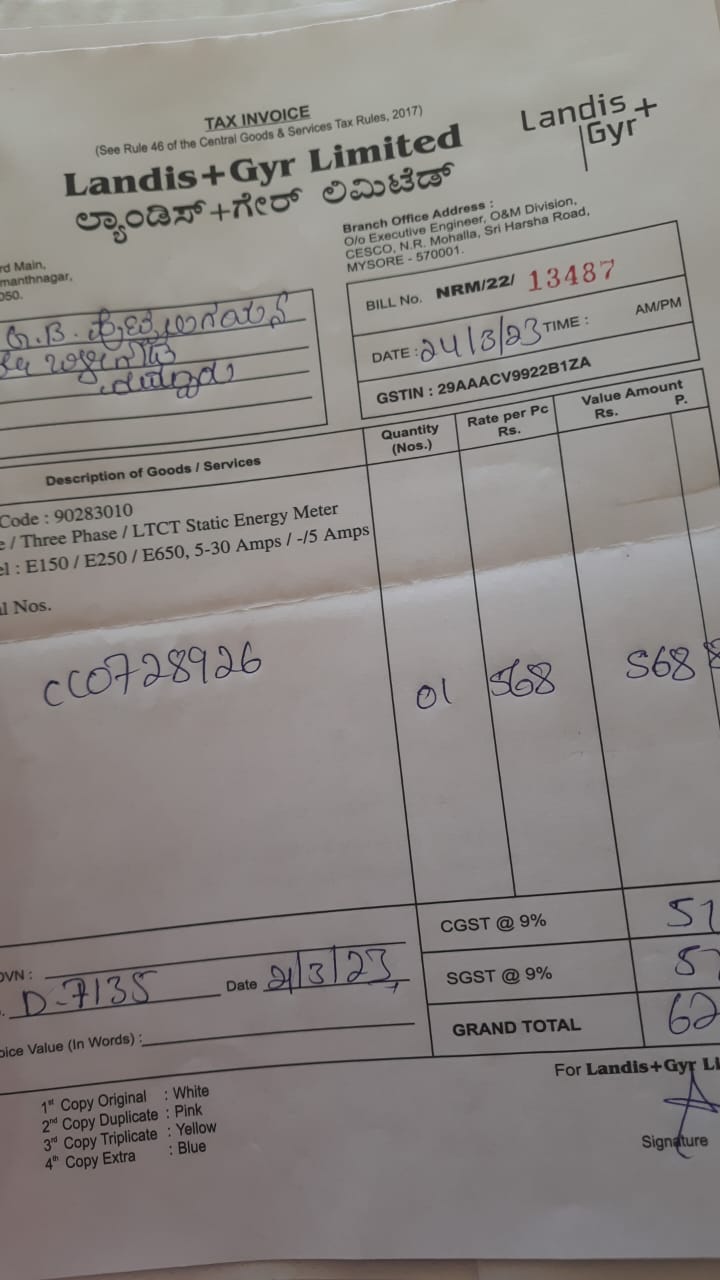 TAX INVOICE
(See Rule 46 of the Central Goods & Services Tax Rules, 2017)
Landis+Gyr Limited
ಲ್ಯಾಂಡಿಸ್+ಗೇರ್ ಲಿಮಿಟೆಡ್
Landis+
Gyr
rd Main,
manthnagar,
050.
Branch Office Address :
O/o Executive Engineer, O&M Division,
CESCO, N.R. Mohalla, Sri Harsha Road,
MYSORE - 570001.
BILL No. NRM/22/ 13487
DATE : 24/3/23 TIME : AM/PM
GSTIN : 29AAACV9922B1ZA
Description of Goods / Services
Quantity
(Nos.)
Rate per Pc
Rs.
Value Amount
Rs. P.
Code : 90283010
e / Three Phase / LTCT Static Energy Meter
el : E150 / E250 / E650, 5-30 Amps / -/5 Amps
l Nos.
CC0728926 01 568 568
CGST @ 9% 51
SGST @ 9% 51
GRAND TOTAL 62
OVN :
D-7135 Date 21/3/23
oice Value (In Words) :
1st Copy Original : White
2nd Copy Duplicate : Pink
3rd Copy Triplicate : Yellow
4th Copy Extra : Blue
For Landis+Gyr Li
Signature